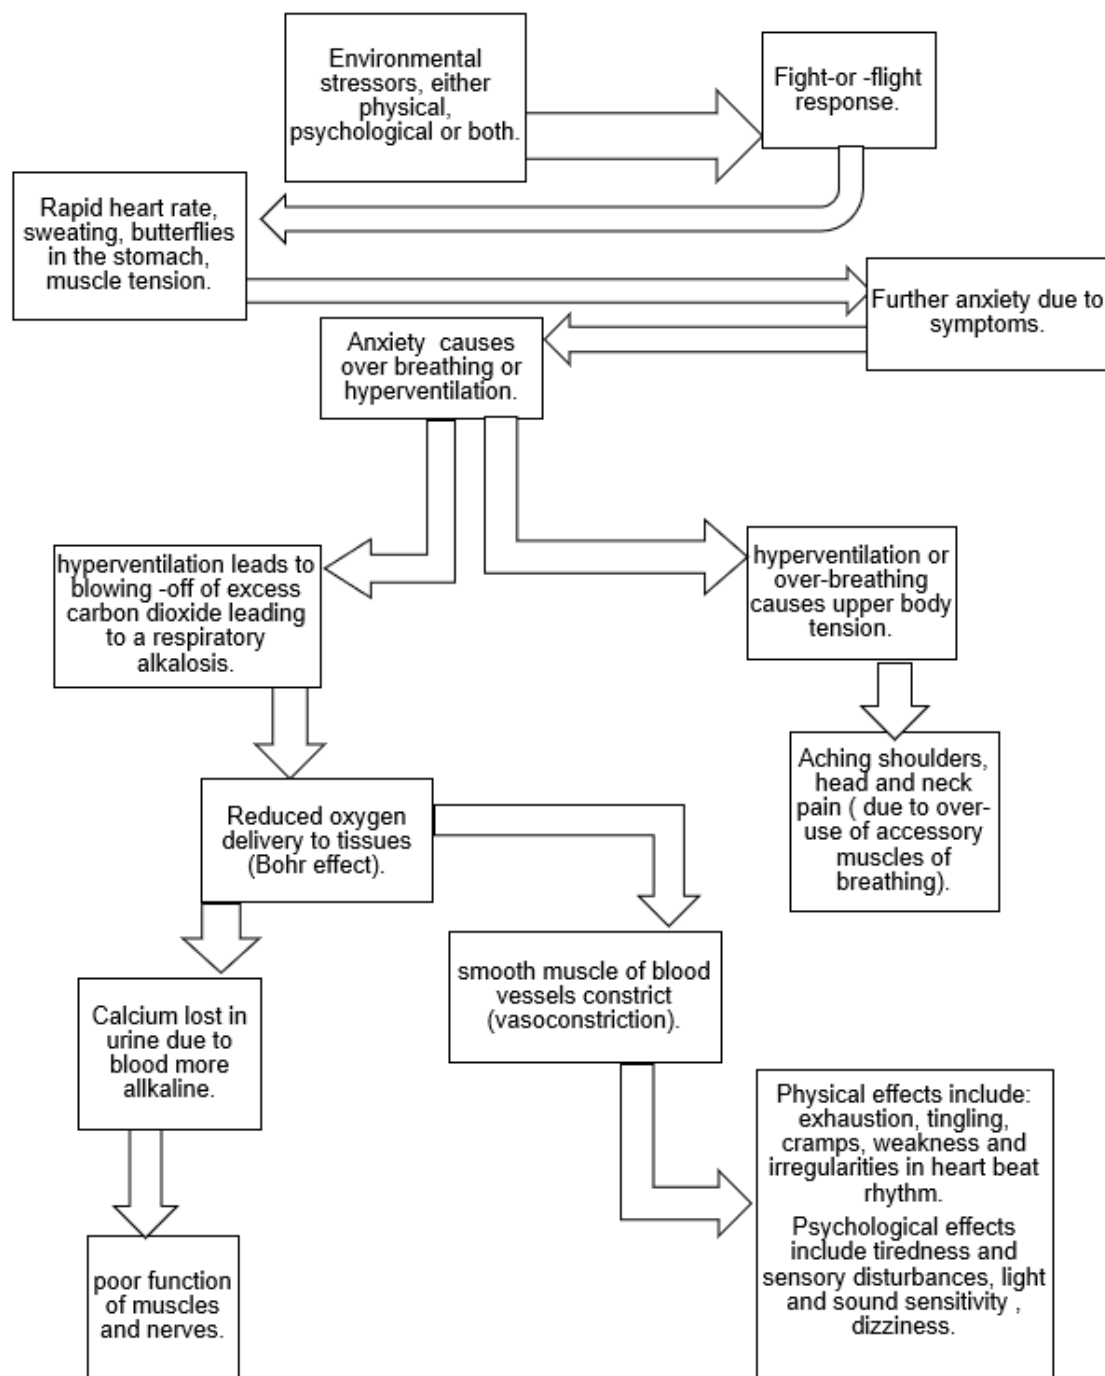 Environmental
stressors, either
physical,
psychological or both.
Fight-or -flight
response.
Rapid heart rate,
sweating, butterflies
in the stomach,
muscle tension.
Further anxiety due to
symptoms.
Anxiety causes
over breathing or
hyperventilation.
hyperventilation leads to
blowing -off of excess
carbon dioxide leading
to a respiratory
alkalosis.
hyperventilation or
over-breathing
causes upper body
tension.
Aching shoulders,
head and neck
pain ( due to over-
use of accessory
muscles of
breathing).
Reduced oxygen
delivery to tissues
(Bohr effect).
smooth muscle of blood
vessels constrict
(vasoconstriction).
Calcium lost in
urine due to
blood more
allkaline.
Physical effects include:
exhaustion, tingling,
cramps, weakness and
irregularities in heart beat
rhythm.
Psychological effects
include tiredness and
sensory disturbances, light
and sound sensitivity ,
dizziness.
poor function
of muscles
and nerves.